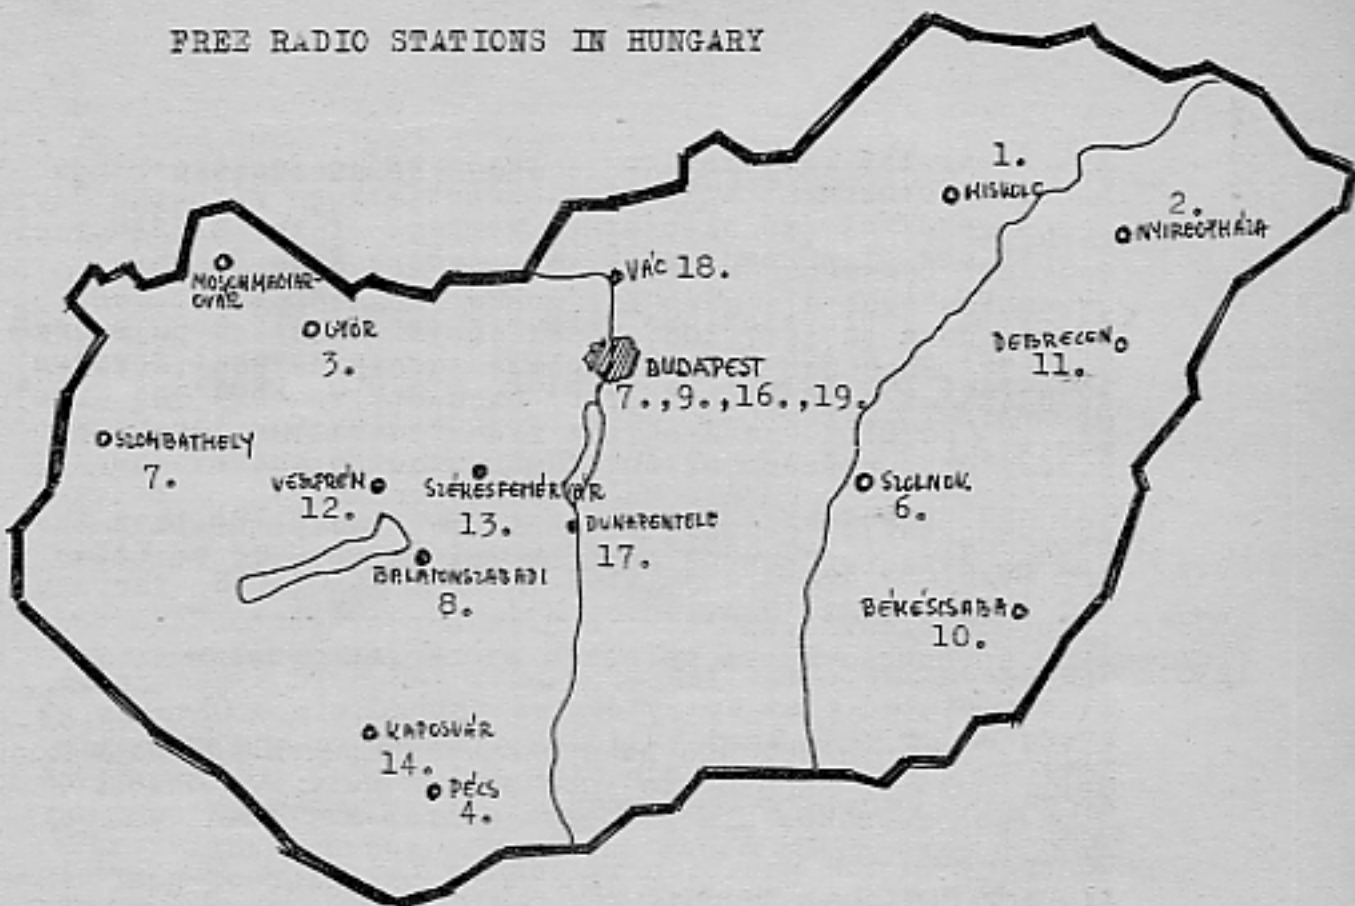 FREE RADIO STATIONS IN HUNGARY
1.
MISKOLC
2.
NYIREGYHÁZA
VÁC 18.
MOSONMAGYAR-
OVÁR
GYŐR
3.
DEBRECEN
11.
BUDAPEST
7.,9.,16.,19.
SZOMBATHELY
7.
VESZPRÉM
12.
SZÉKESFEHÉRVÁR
13.
SZOLNOK
6.
DUNAPENTELE
17.
BALATONSZABADI
8.
BÉKÉSCSABA
10.
KAPOSVÁR
14.
PÉCS
4.